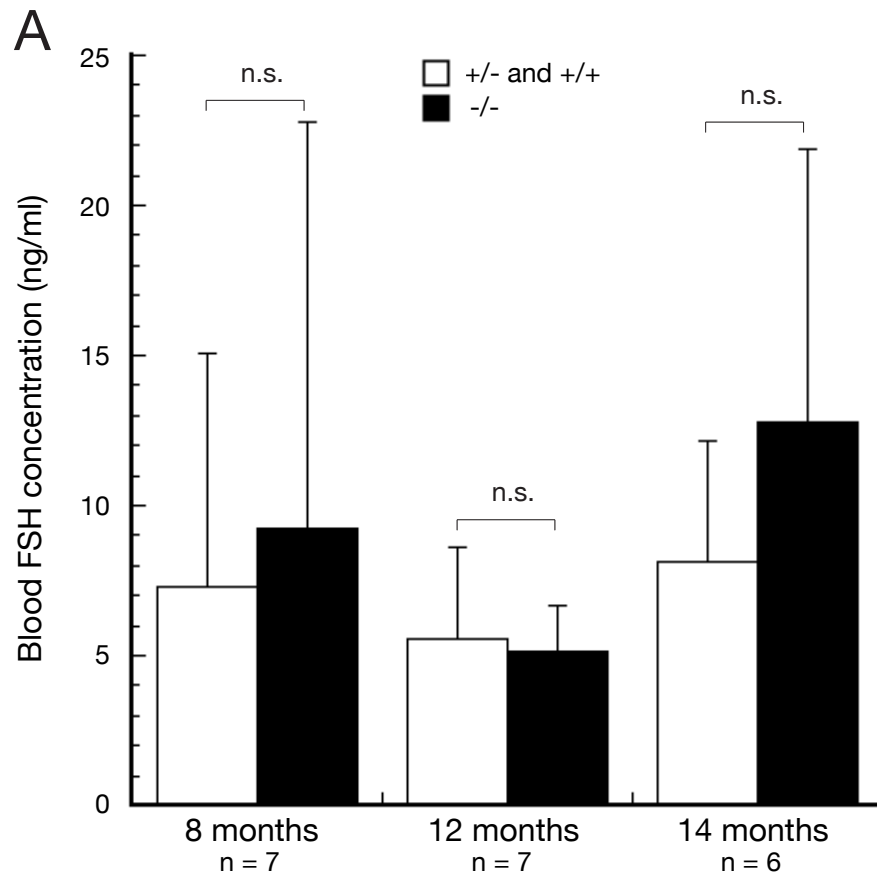 A
25
20
15
10
5
0
Blood FSH concentration (ng/ml)
n.s.
+/- and +/+
-/-
n.s.
n.s.
8 months
n = 7
12 months
n = 7
14 months
n = 6